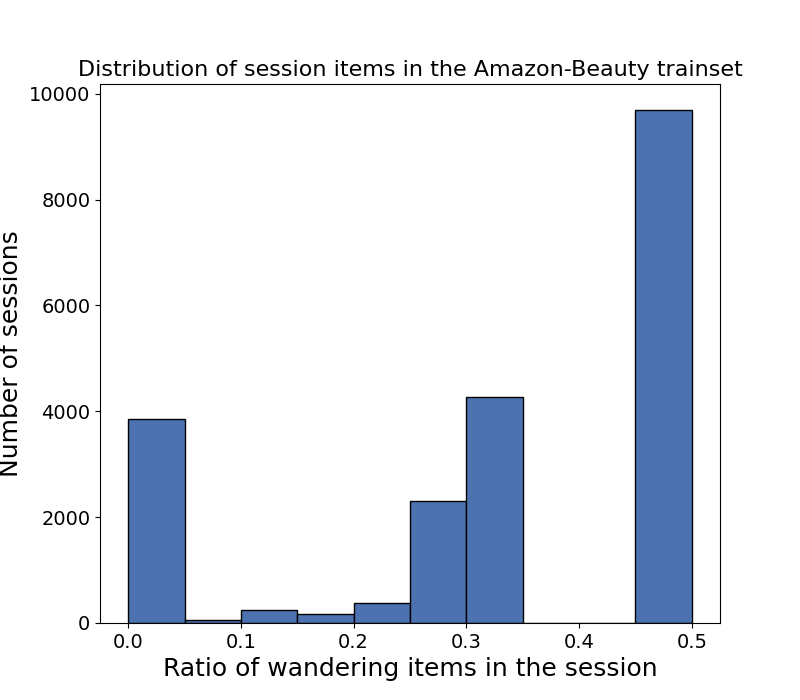 Distribution of session items in the Amazon-Beauty trainset
10000
8000
6000
4000
2000
0
Number of sessions
0.0 0.1 0.2 0.3 0.4 0.5
Ratio of wandering items in the session